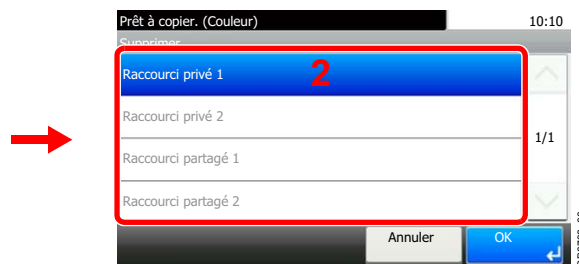 Prêt à copier. (Couleur) 10:10
Supprimer
Raccourci privé 1 2
Raccourci privé 2
1/1
Raccourci partagé 1
Raccourci partagé 2
Annuler OK